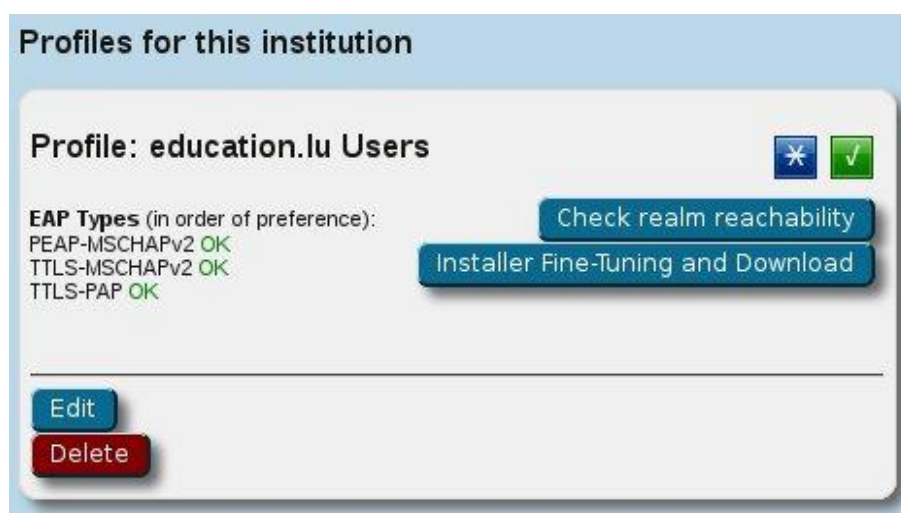 Profiles for this institution
Profile: education.lu Users
EAP Types (in order of preference):
PEAP-MSCHAPv2 OK
TTLS-MSCHAPv2 OK
TTLS-PAP OK
Check realm reachability
Installer Fine-Tuning and Download
Edit
Delete